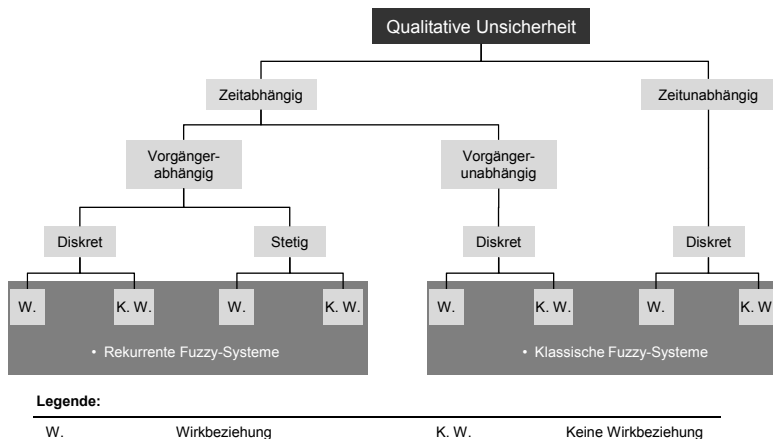 Qualitative Unsicherheit
Zeitabhängig Zeitunabhängig
Vorgänger-
abhängig
Vorgänger-
unabhängig
Diskret Stetig Diskret Diskret
W. K. W. W. K. W. W. K. W. W. K. W
• Rekurrente Fuzzy-Systeme • Klassische Fuzzy-Systeme
Legende:
W. Wirkbeziehung K. W. Keine Wirkbeziehung